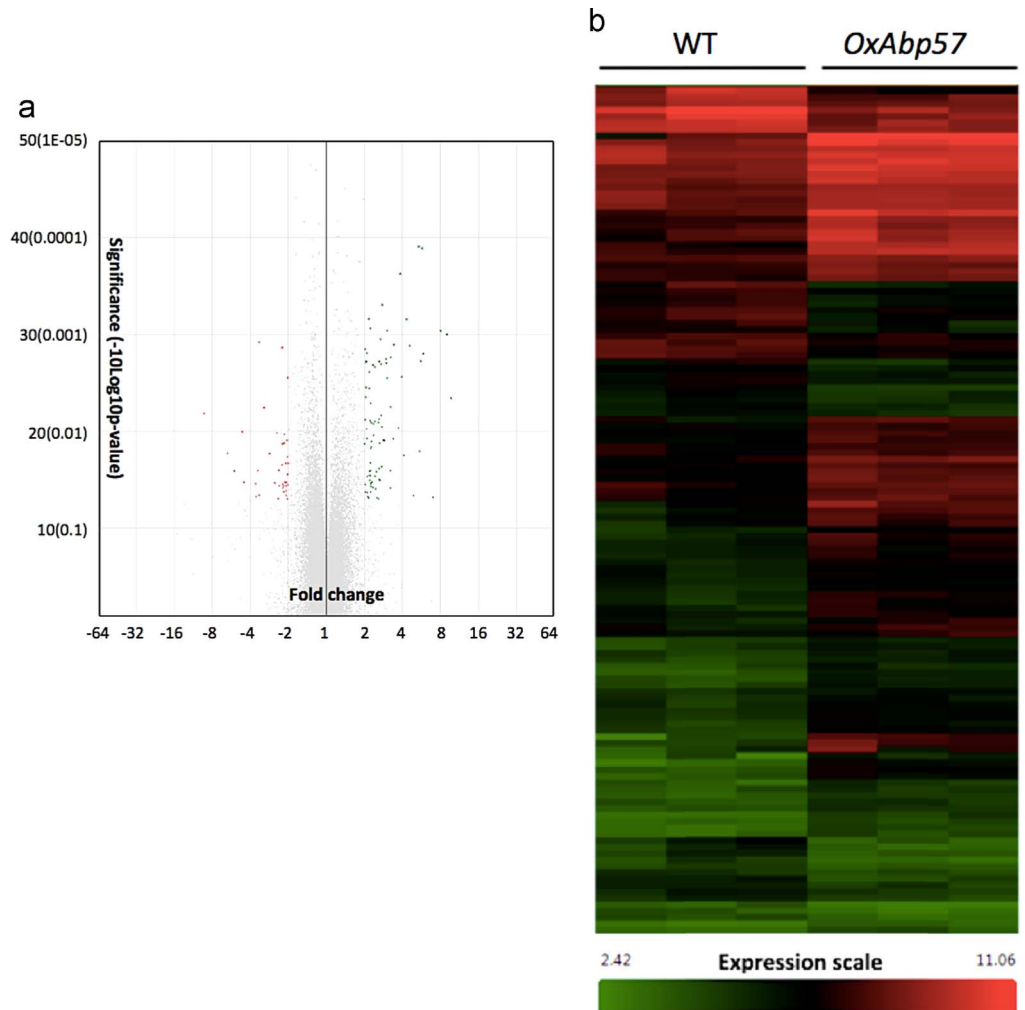 a
50(1E-05)
40(0.0001)
30(0.001)
20(0.01)
10(0.1)
Significance (-10Log10p-value)
Fold change
-64 -32 -16 -8 -4 -2 1 2 4 8 16 32 64
b
WT OxAbp57
2.42 Expression scale 11.06